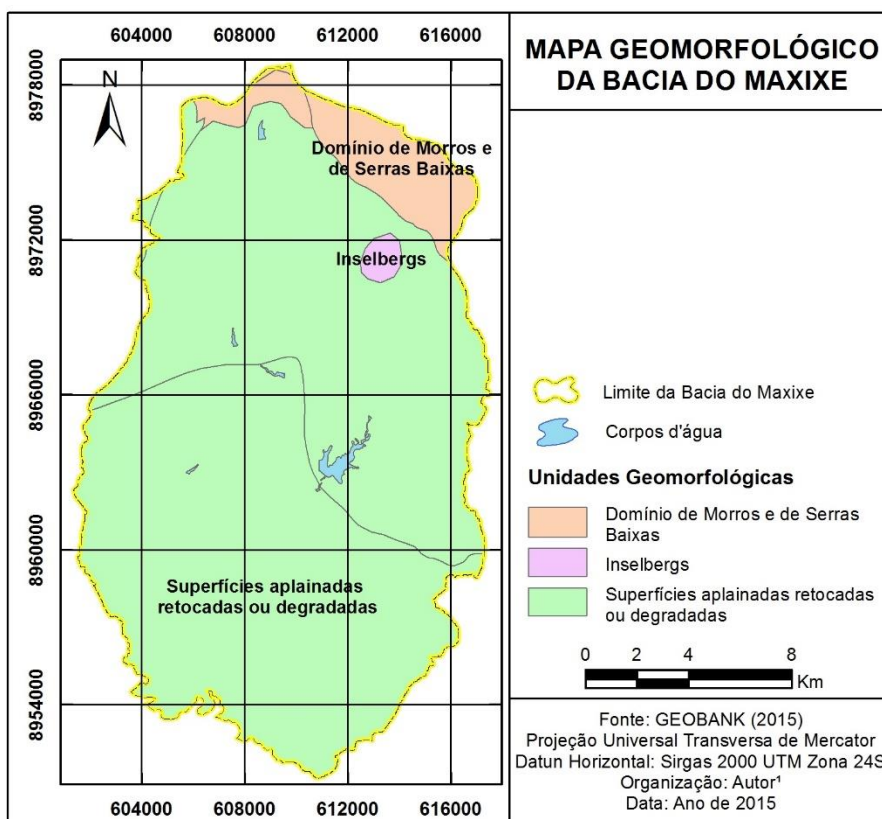 604000 608000 612000 616000
MAPA GEOMORFOLÓGICO
DA BACIA DO MAXIXE
N
8978000
8972000
8966000
8960000
8954000
Domínio de Morros e
de Serras Baixas
Inselbergs
Superfícies aplainadas
retocadas ou degradadas
604000 608000 612000 616000
Limite da Bacia do Maxixe
Corpos d'água
Unidades Geomorfológicas
Domínio de Morros e de Serras
Baixas
Inselbergs
Superfícies aplainadas retocadas
ou degradadas
0 2 4 8
Km
Fonte: GEOBANK (2015)
Projeção Universal Transversa de Mercator
Datun Horizontal: Sirgas 2000 UTM Zona 24S
Organização: Autor¹
Data: Ano de 2015